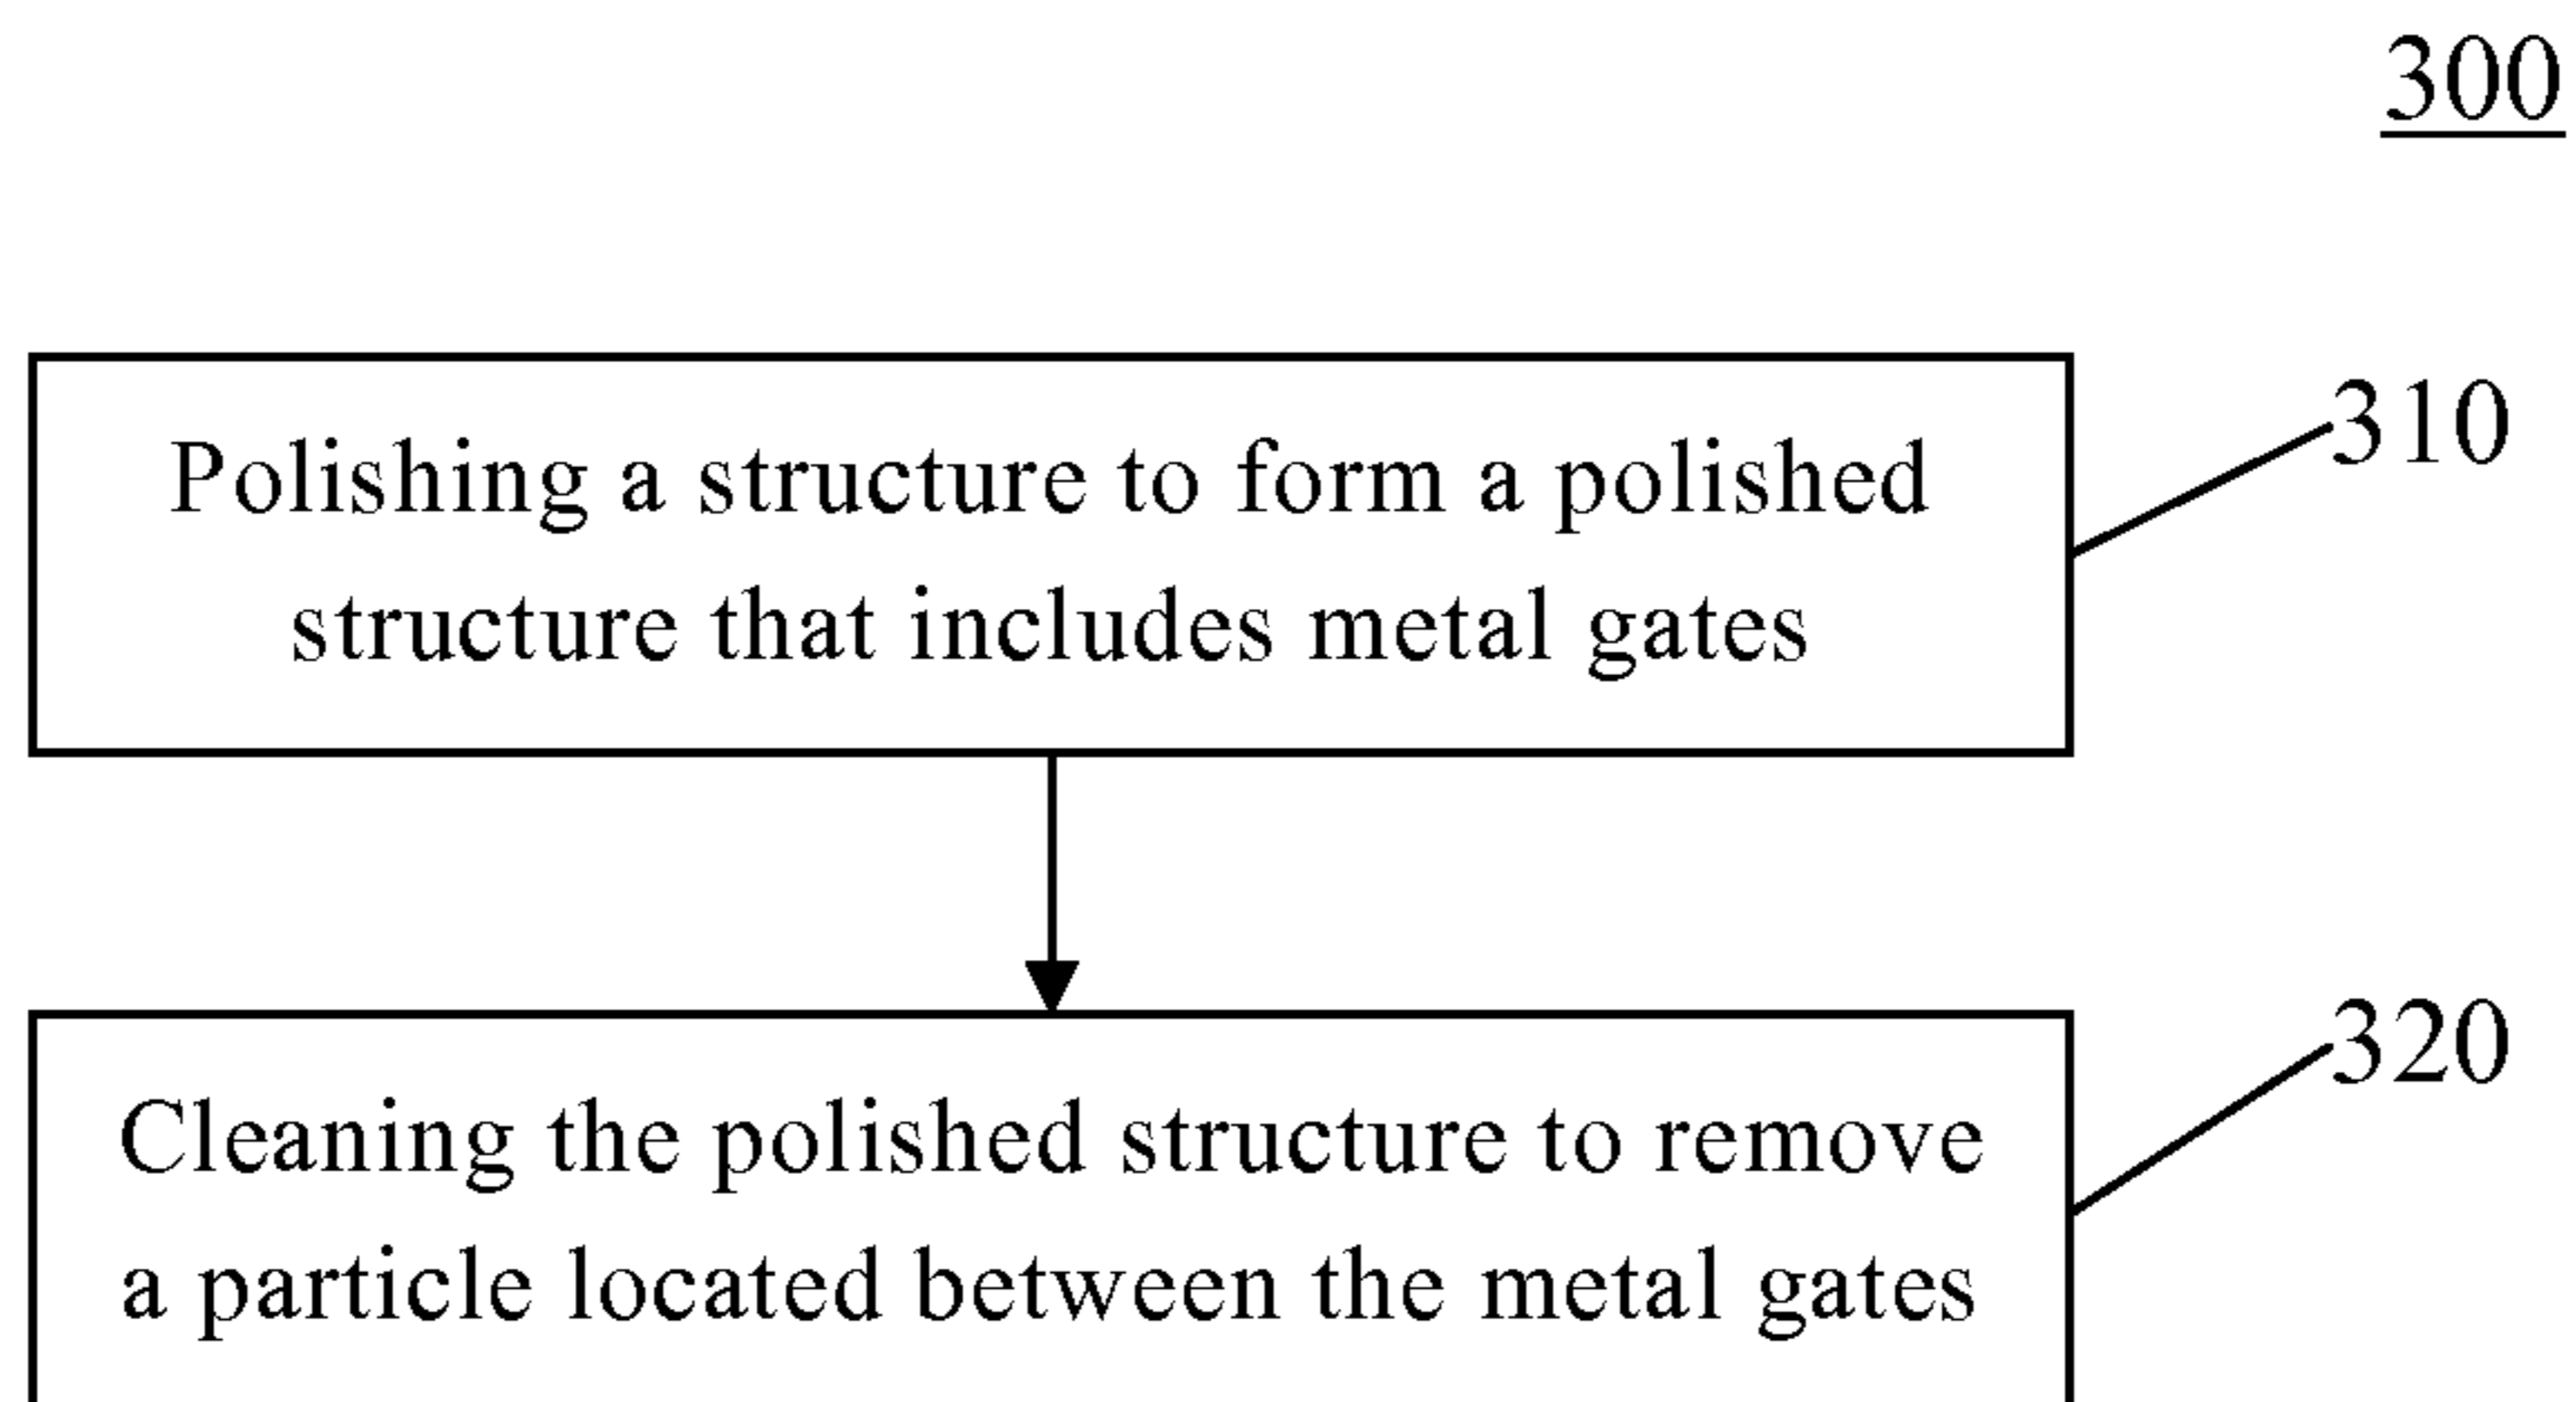 300
Polishing a structure to form a polished
310
structure that includes metal gates
Cleaning the polished structure to remove
320
a particle located between the metal gates